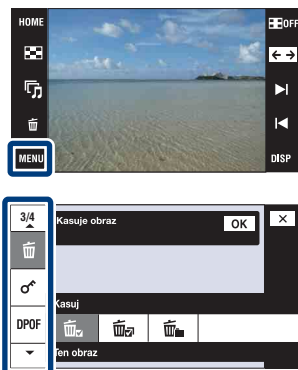 HOME
OFF
MENU
DISP
3/4
Kasuje obraz
OK
Kasuj
DPOF
Ten obraz